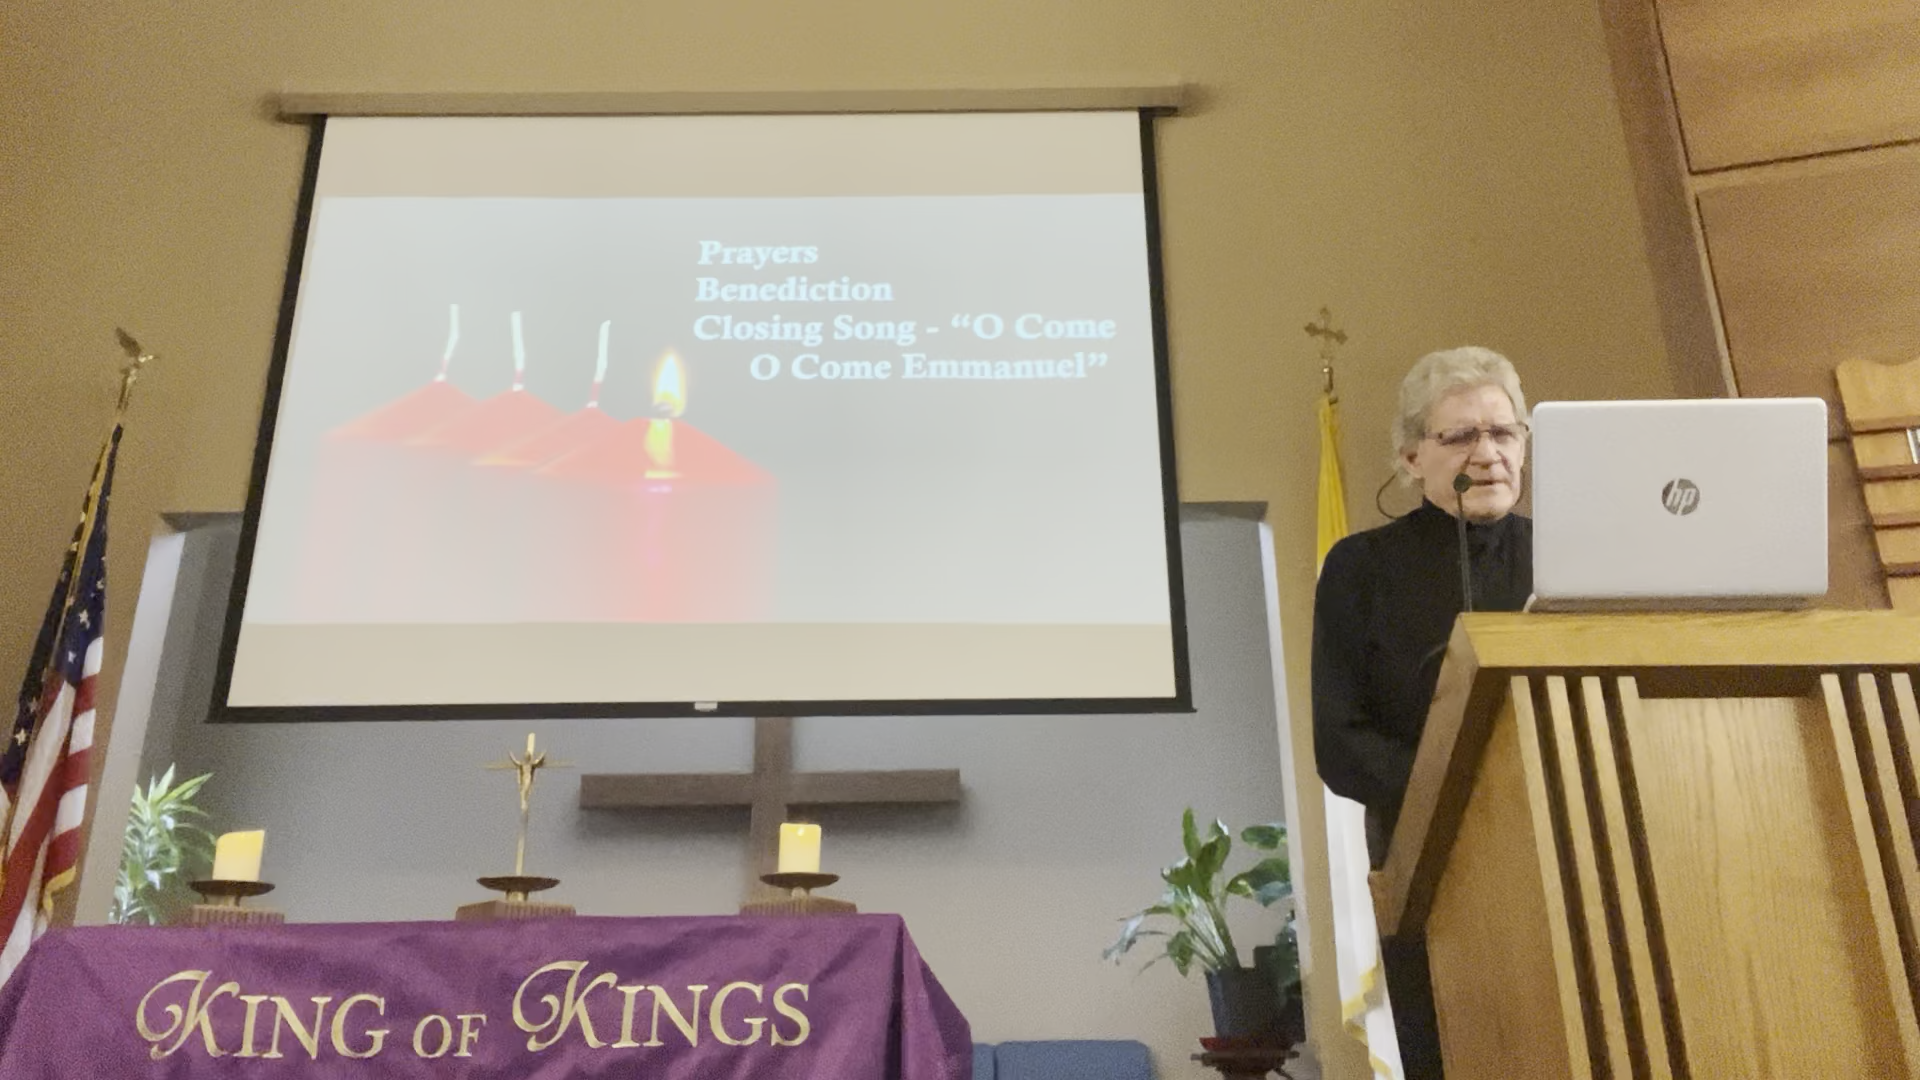 Prayers
Benediction
Closing Song - “O Come
O Come Emmanuel”
hp
KING OF KINGS